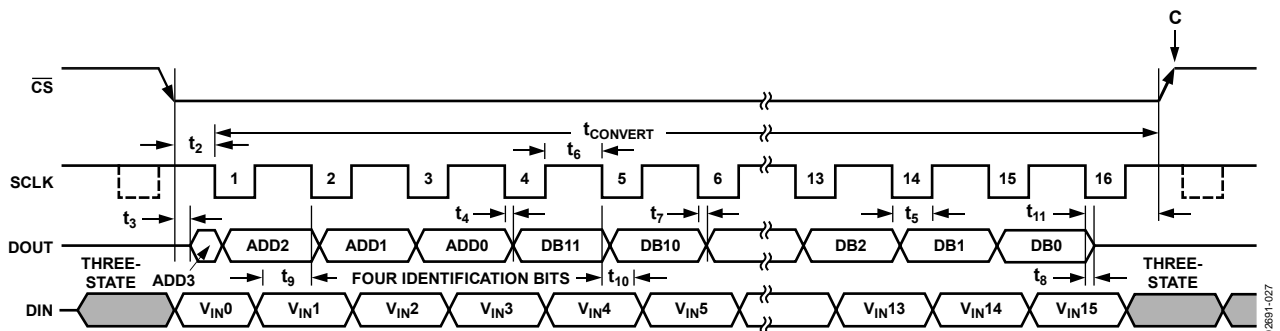 C
CS
t2
tCONVERT
t6
SCLK
1 2 3 4 5 6 13 14 15 16
t3
t4
t7
t5
t11
DOUT
ADD2 ADD1 ADD0 DB11 DB10 DB2 DB1 DB0
THREE-STATE
ADD3
t9
FOUR IDENTIFICATION BITS
t10
t8
THREE-STATE
DIN
VIN0 VIN1 VIN2 VIN3 VIN4 VIN5 VIN13 VIN14 VIN15
02691-027